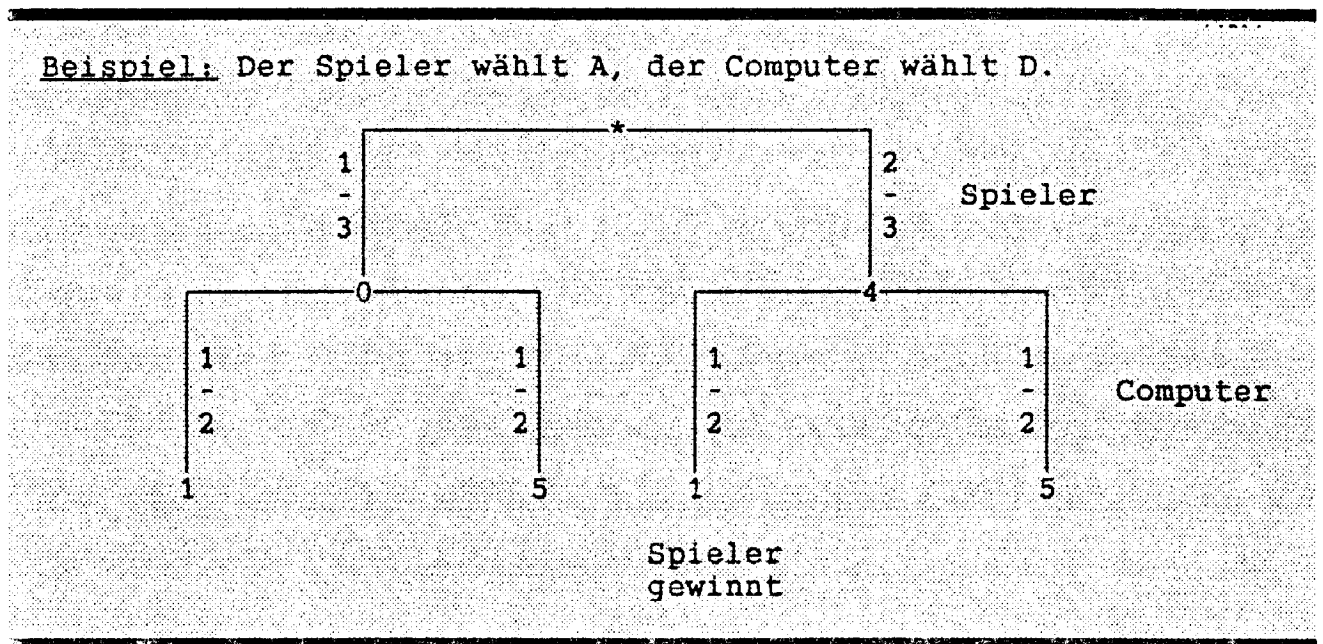 Beispiel: Der Spieler wählt A, der Computer wählt D.
*
1 2
- - Spieler
3 3
0 4
1 1 1 1
- - - - Computer
2 2 2 2
1 5 1 5
Spieler
gewinnt